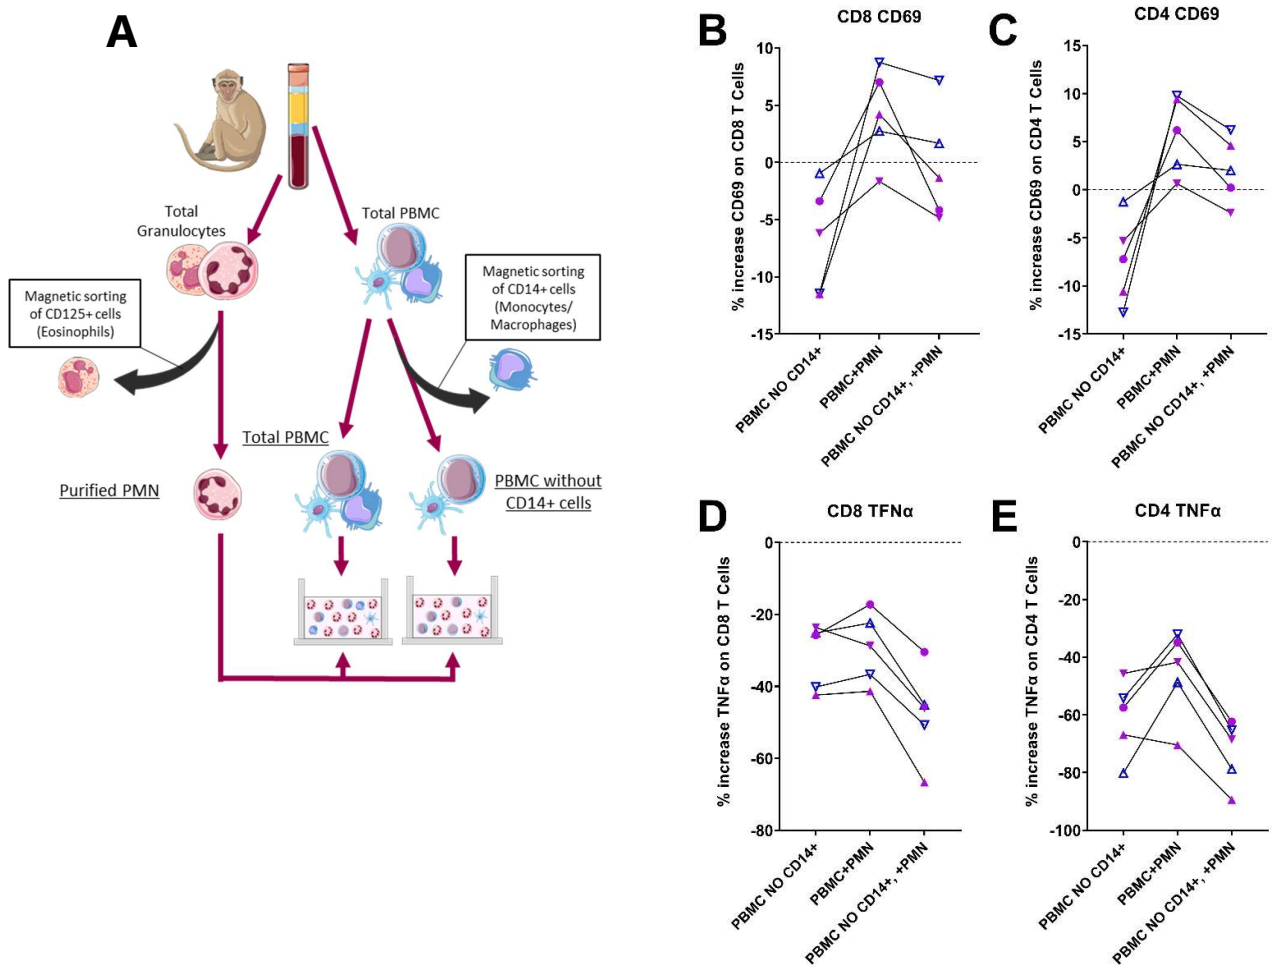 A
Total
Granulocytes
Total PBMC
Magnetic sorting
of CD125+ cells
(Eosinophils)
Magnetic sorting
of CD14+ cells
(Monocytes/
Macrophages)
Total PBMC
Purified PMN
PBMC without
CD14+ cells
B
CD8 CD69
% increase CD69 on CD8 T Cells
10
5
0
-5
-10
-15
PBMC NO CD14+
PBMC+PMN
PBMC NO CD14+, +PMN
C
CD4 CD69
% increase CD69 on CD4 T Cells
15
10
5
0
-5
-10
-15
PBMC NO CD14+
PBMC+PMN
PBMC NO CD14+, +PMN
D
CD8 TFNα
% increase TNFα on CD8 T Cells
0
-20
-40
-60
-80
PBMC NO CD14+
PBMC+PMN
PBMC NO CD14+, +PMN
E
CD4 TNFα
% increase TNFα on CD4 T Cells
0
-20
-40
-60
-80
-100
PBMC NO CD14+
PBMC+PMN
PBMC NO CD14+, +PMN